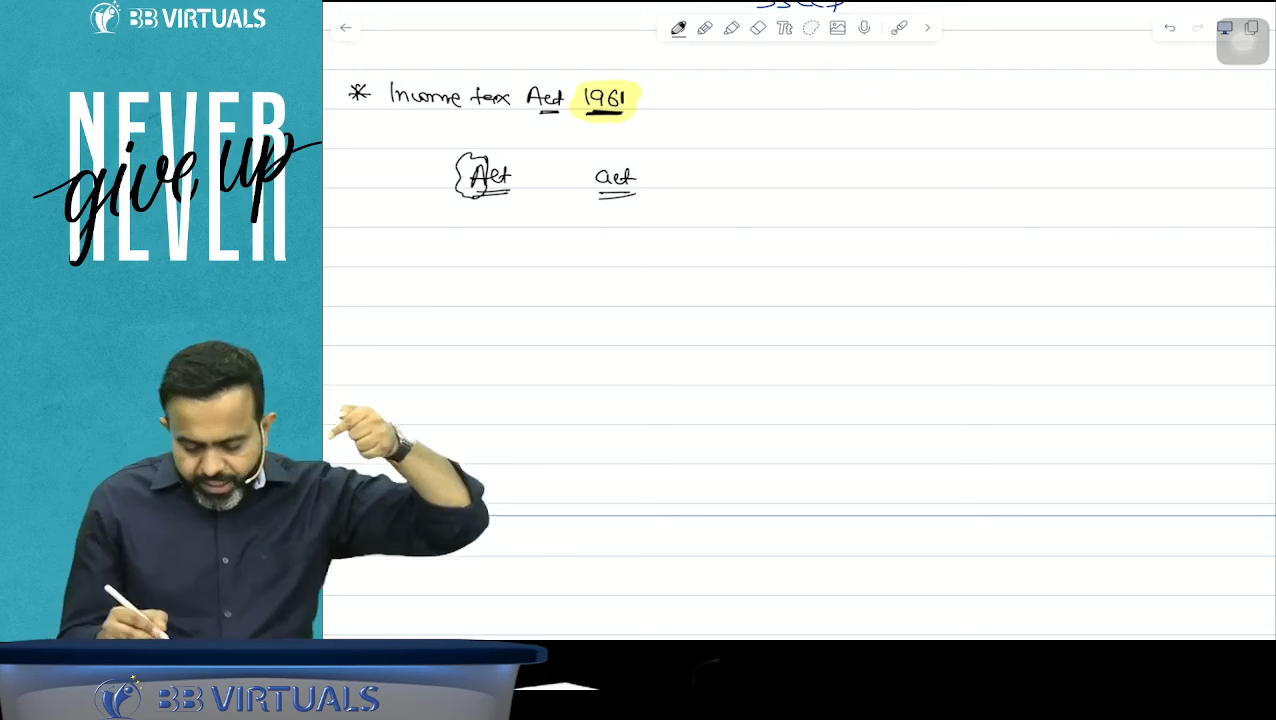 BB VIRTUALS
NEVER
give up
NEVER
* Income tax Act 1961
Act act
BB VIRTUALS